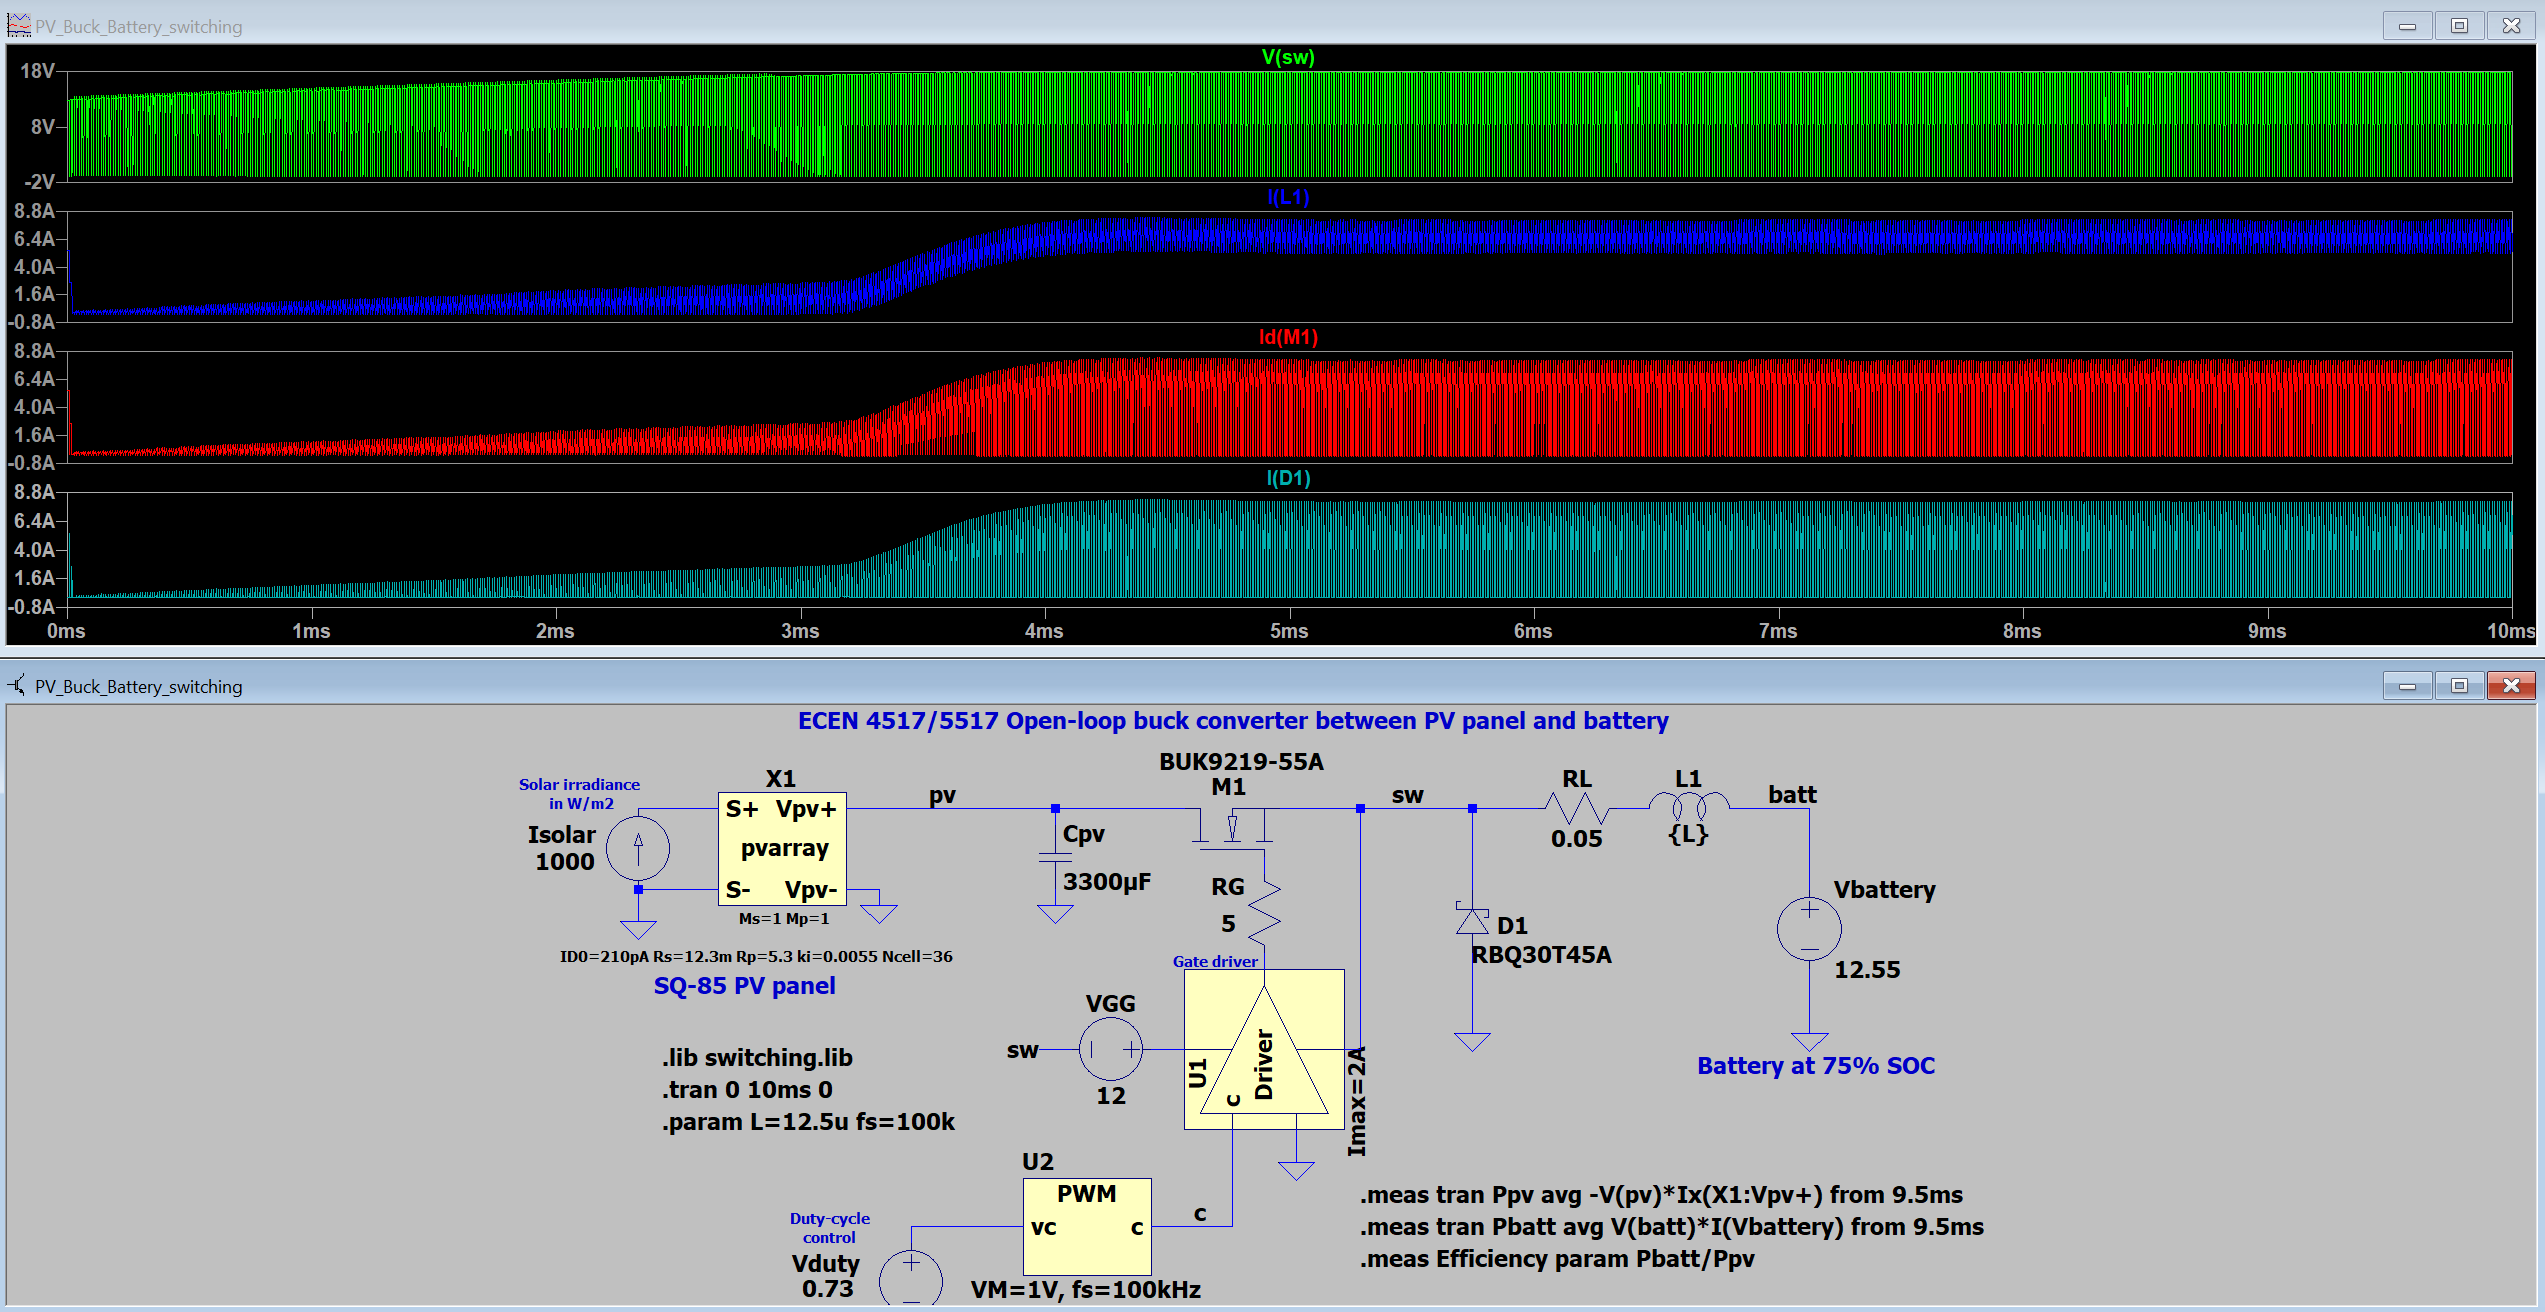 PV_Buck_Battery_switching
V(sw)
18V
8V
-2V
I(L1)
8.8A
6.4A
4.0A
1.6A
-0.8A
Id(M1)
8.8A
6.4A
4.0A
1.6A
-0.8A
I(D1)
8.8A
6.4A
4.0A
1.6A
-0.8A
0ms 1ms 2ms 3ms 4ms 5ms 6ms 7ms 8ms 9ms 10ms
PV_Buck_Battery_switching
ECEN 4517/5517 Open-loop buck converter between PV panel and battery
Solar irradiance
in W/m2
Isolar
1000
X1
S+ Vpv+
pvarray
S- Vpv-
Ms=1 Mp=1
ID0=210pA Rs=12.3m Rp=5.3 ki=0.0055 Ncell=36
SQ-85 PV panel
pv
Cpv
3300µF
BUK9219-55A
M1
RG
5
sw
D1
RBQ30T45A
RL
0.05
L1
{L}
batt
Vbattery
12.55
Battery at 75% SOC
Gate driver
VGG
sw
12
U1
Driver
c
Imax=2A
.lib switching.lib
.tran 0 10ms 0
.param L=12.5u fs=100k
U2
PWM
vc c
c
VM=1V, fs=100kHz
Duty-cycle
control
Vduty
0.73
.meas tran Ppv avg -V(pv)*Ix(X1:Vpv+) from 9.5ms
.meas tran Pbatt avg V(batt)*I(Vbattery) from 9.5ms
.meas Efficiency param Pbatt/Ppv